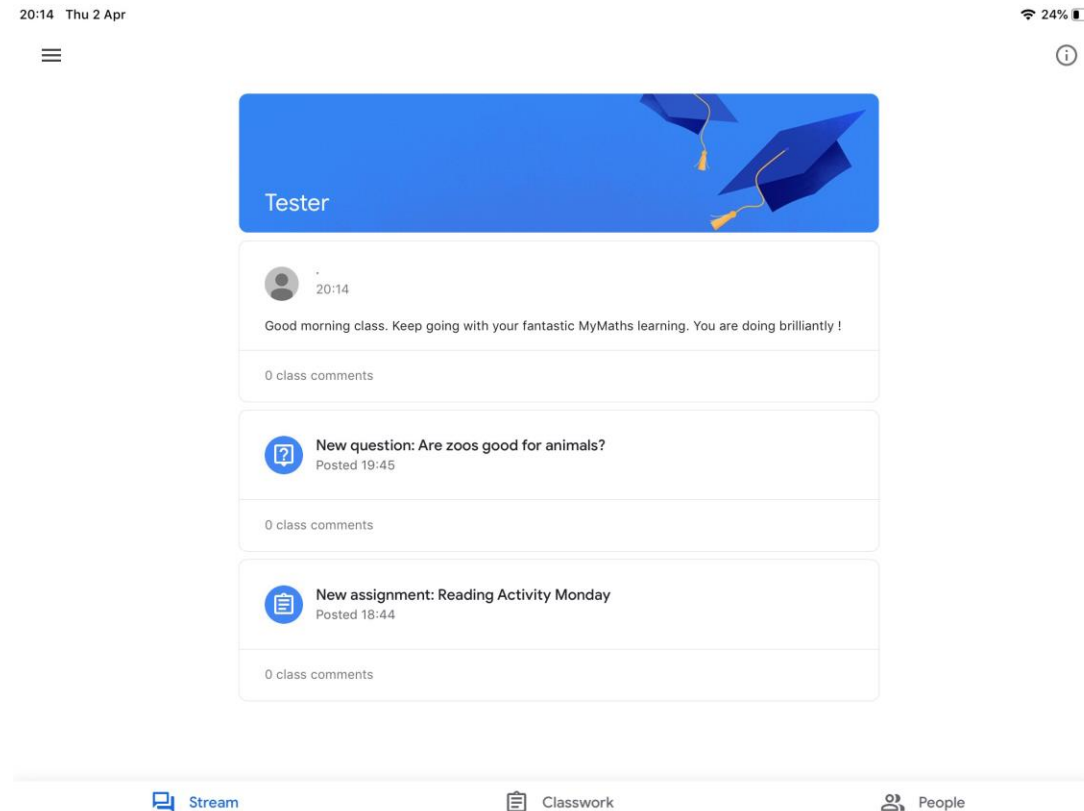 20:14 Thu 2 Apr
24%
Tester
.
20:14
Good morning class. Keep going with your fantastic MyMaths learning. You are doing brilliantly !
0 class comments
New question: Are zoos good for animals?
Posted 19:45
0 class comments
New assignment: Reading Activity Monday
Posted 18:44
0 class comments
Stream
Classwork
People